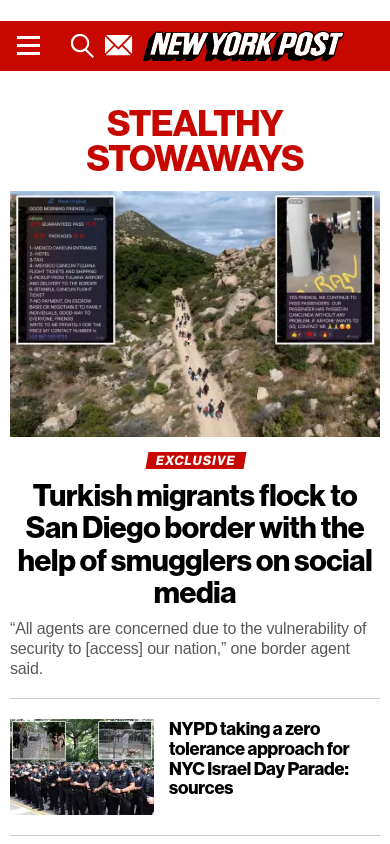 NEW YORK POST
STEALTHY
STOWAWAYS
GOOD MORNING FRIENDS
GUARANTEED PASS
PACKAGES
1- MEXICO CANCUN ENTRANCE
2- HOTEL
3-TAXI
4- MEXICO CANCUN TIJUANA
FLIGHT TICKETS AND SHIPPING
5-PICKUP FROM TIJUANA AIRPORT
AND DELIVERY TO THE BORDER
6-ISTANBUL CANCUN FLIGHT
TICKET
7-NO PAYMENT, ON ESCROW
BASIS OR NEGOTIABLE TO FAMILY
INDIVIDUALS, GOOD WAY TO
EVERYONE, FRIENDS
WRITE TO ME PRIVATELY FOR THE
PRICE MY CONTACT NUMBER IS
IRAN
YES FRIENDS, WE CONTINUE TO
PASS PASSENGERS. OUR
PASSENGER HAS PASSED IN
CANCUNDA WITHOUT ANY
PROBLEM. IF ANYONE WANTS TO
GO, CONTACT ME
EXCLUSIVE
Turkish migrants flock to
San Diego border with the
help of smugglers on social
media
“All agents are concerned due to the vulnerability of
security to [access] our nation,” one border agent
said.
NYPD taking a zero
tolerance approach for
NYC Israel Day Parade:
sources